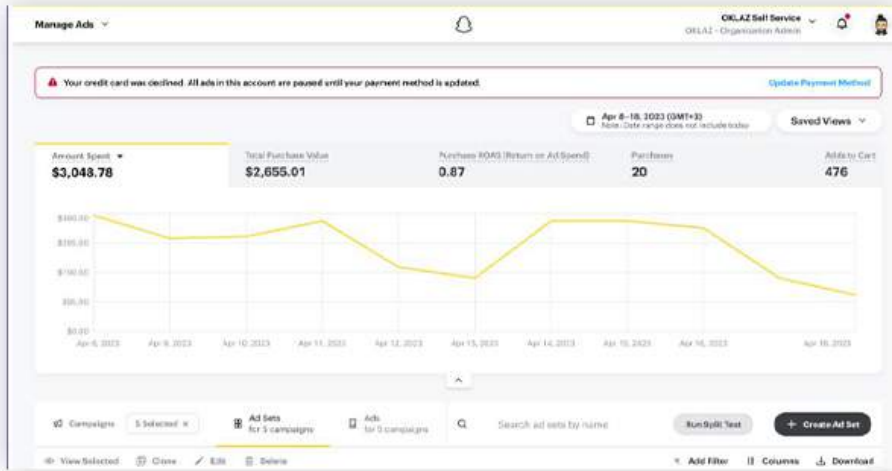 Manage Ads
OKLAZ Self Service
OKLAZ - Organization Admin
Your credit card was declined. All ads in this account are paused until your payment method is updated.
Update Payment Method
Apr 8-18, 2023 (GMT+3)
Note: Date range does not include today
Saved Views
Amount Spent
Total Purchase Value
Purchase ROAS (Return on Ad Spend)
Purchases
Adds to Cart
$3,048.78
$2,655.01
0.87
20
476
$0.00
Apr 9, 2023
Apr 10, 2023
Apr 11, 2023
Apr 12, 2023
Apr 13, 2023
Apr 14, 2023
Apr 15, 2023
Apr 16, 2023
Apr 18, 2023
Campaigns
5 Selected ×
Ad Sets
for 5 campaigns
Ads
for 5 campaigns
Search ad sets by name
Run Split Test
+ Create Ad Set
View Selected
Clone
Edit
Delete
Add Filter
Columns
Download